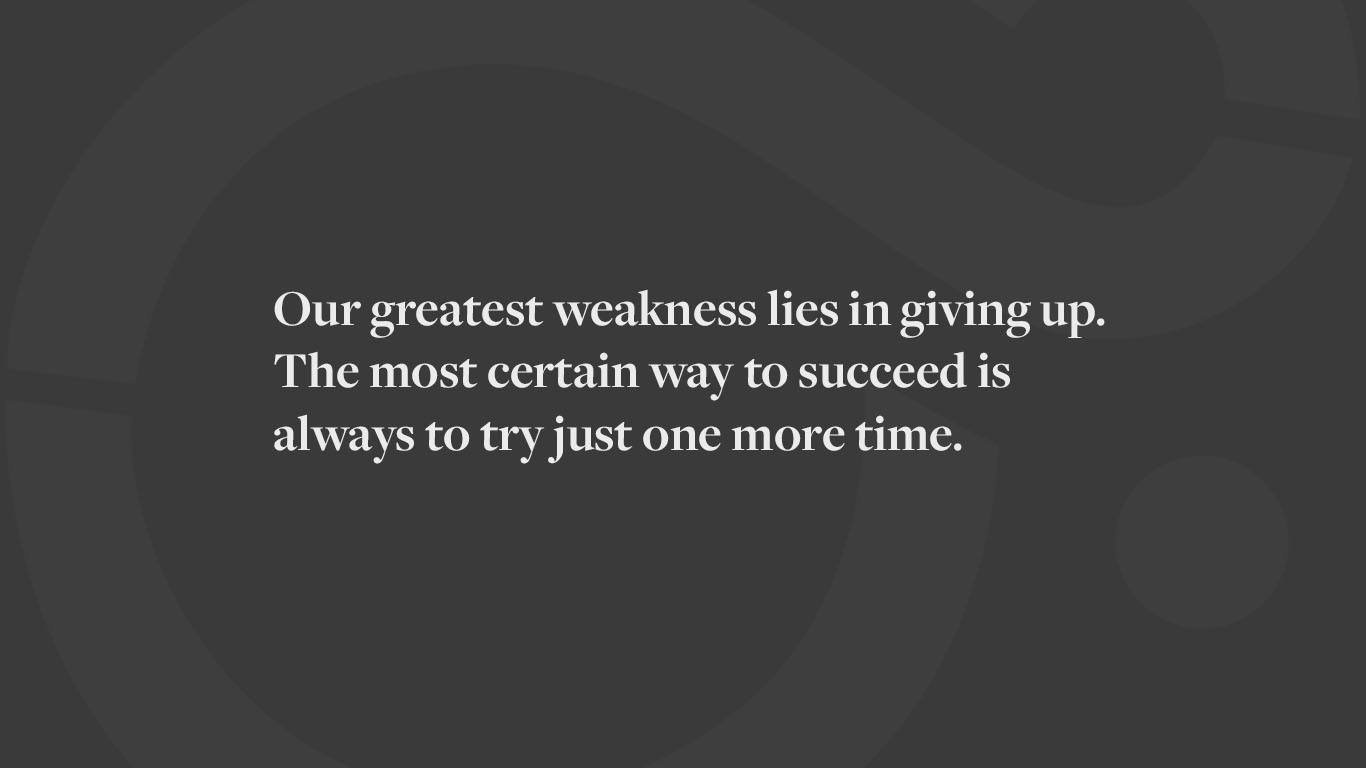 Our greatest weakness lies in giving up.
The most certain way to succeed is
always to try just one more time.